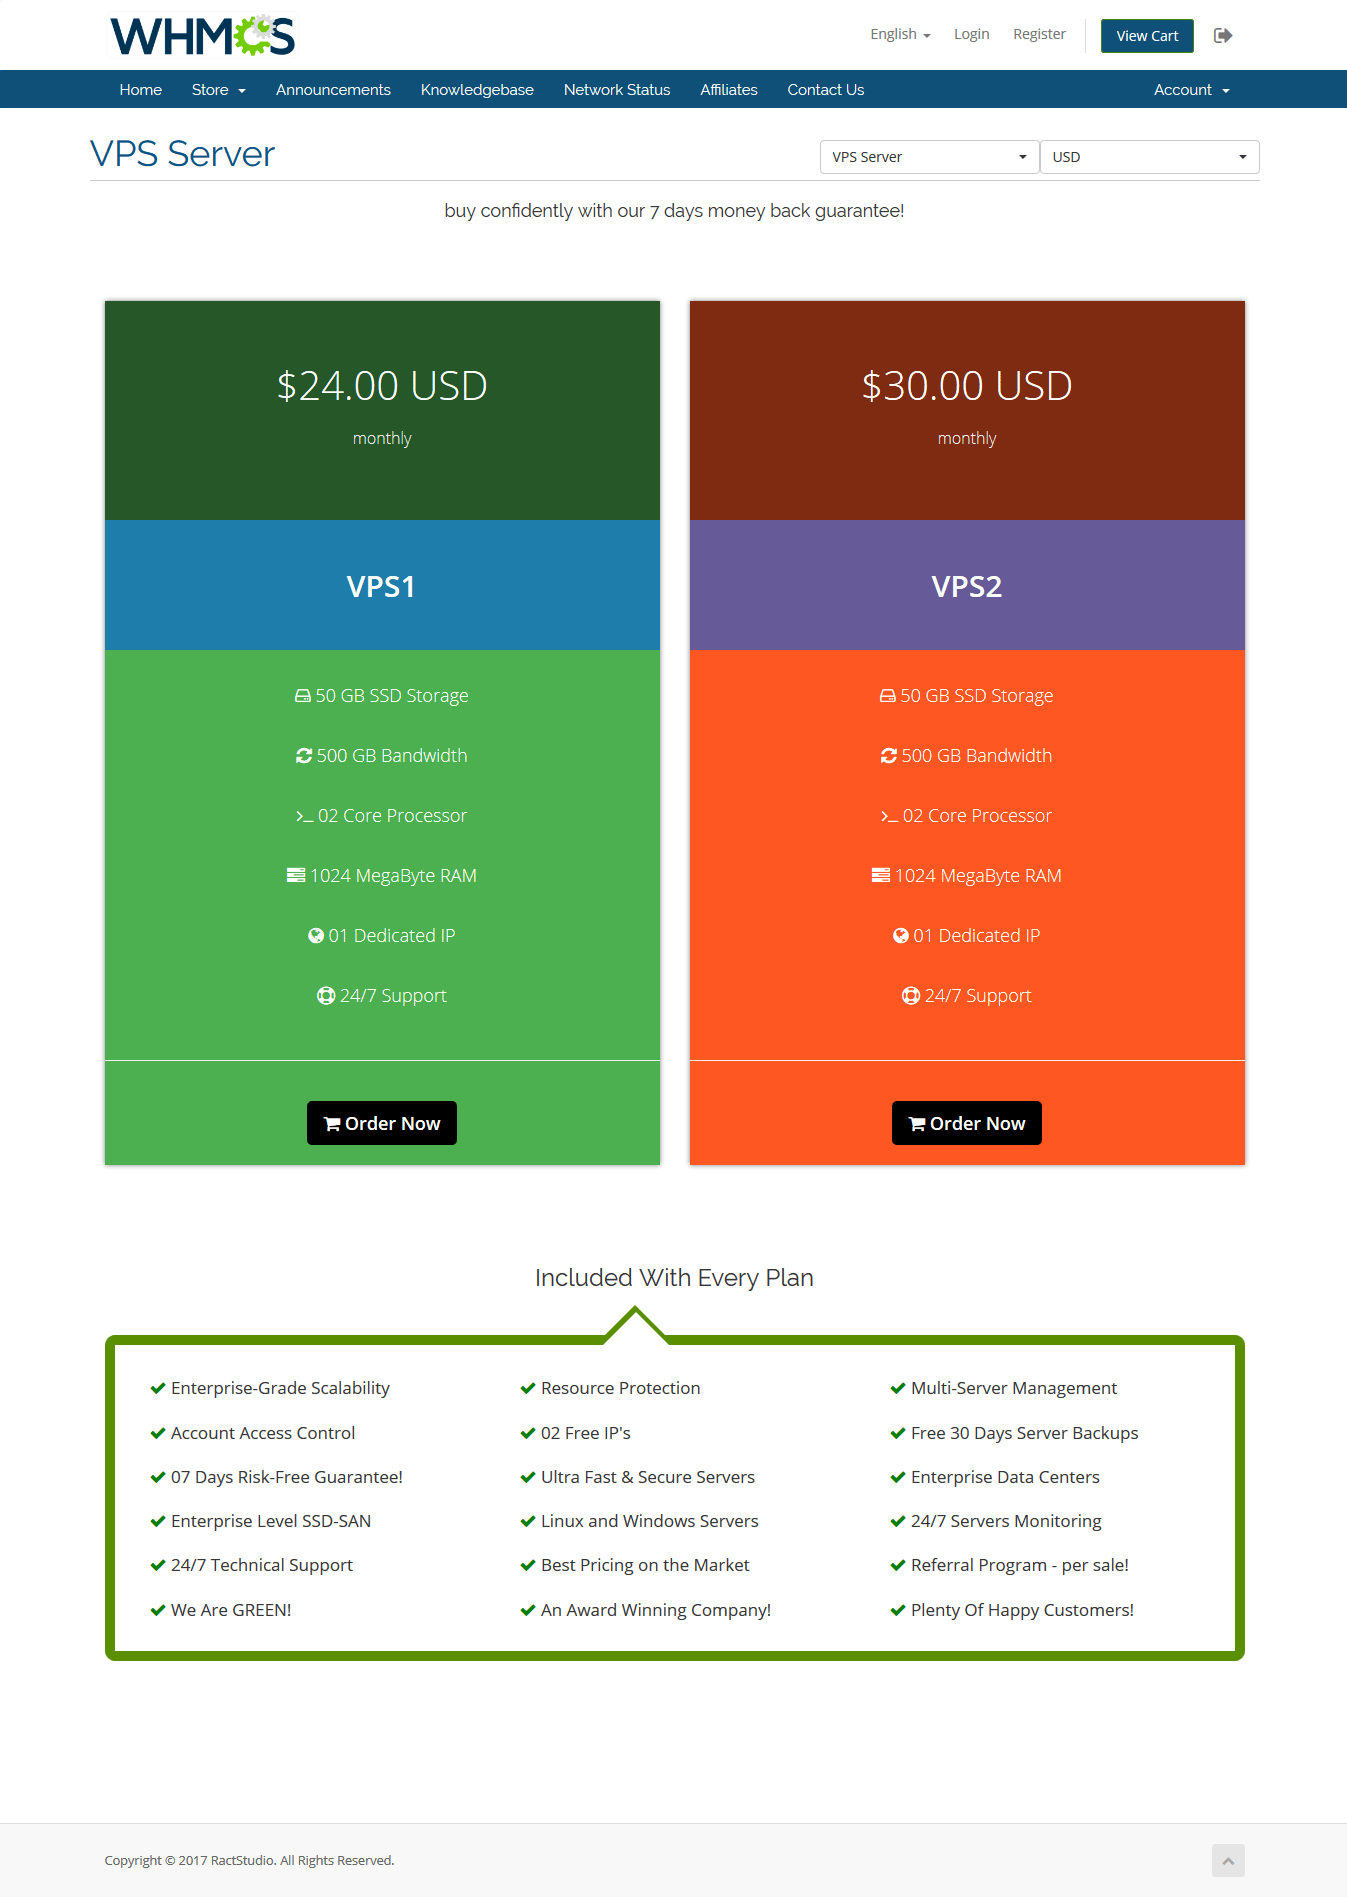 WHMCS
English
Login
Register
View Cart
Home
Store
Announcements
Knowledgebase
Network Status
Affiliates
Contact Us
Account
VPS Server
VPS Server
USD
buy confidently with our 7 days money back guarantee!
$24.00 USD
monthly
VPS1
50 GB SSD Storage
500 GB Bandwidth
02 Core Processor
1024 MegaByte RAM
01 Dedicated IP
24/7 Support
Order Now
$30.00 USD
monthly
VPS2
50 GB SSD Storage
500 GB Bandwidth
02 Core Processor
1024 MegaByte RAM
01 Dedicated IP
24/7 Support
Order Now
Included With Every Plan
Enterprise-Grade Scalability
Resource Protection
Multi-Server Management
Account Access Control
02 Free IP's
Free 30 Days Server Backups
07 Days Risk-Free Guarantee!
Ultra Fast & Secure Servers
Enterprise Data Centers
Enterprise Level SSD-SAN
Linux and Windows Servers
24/7 Servers Monitoring
24/7 Technical Support
Best Pricing on the Market
Referral Program - per sale!
We Are GREEN!
An Award Winning Company!
Plenty Of Happy Customers!
Copyright © 2017 RactStudio. All Rights Reserved.